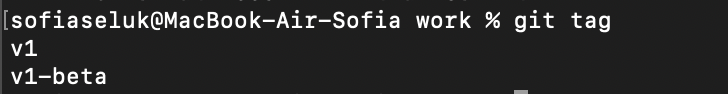 [sofiaseluk@MacBook-Air-Sofia work % git tag
v1
v1-beta